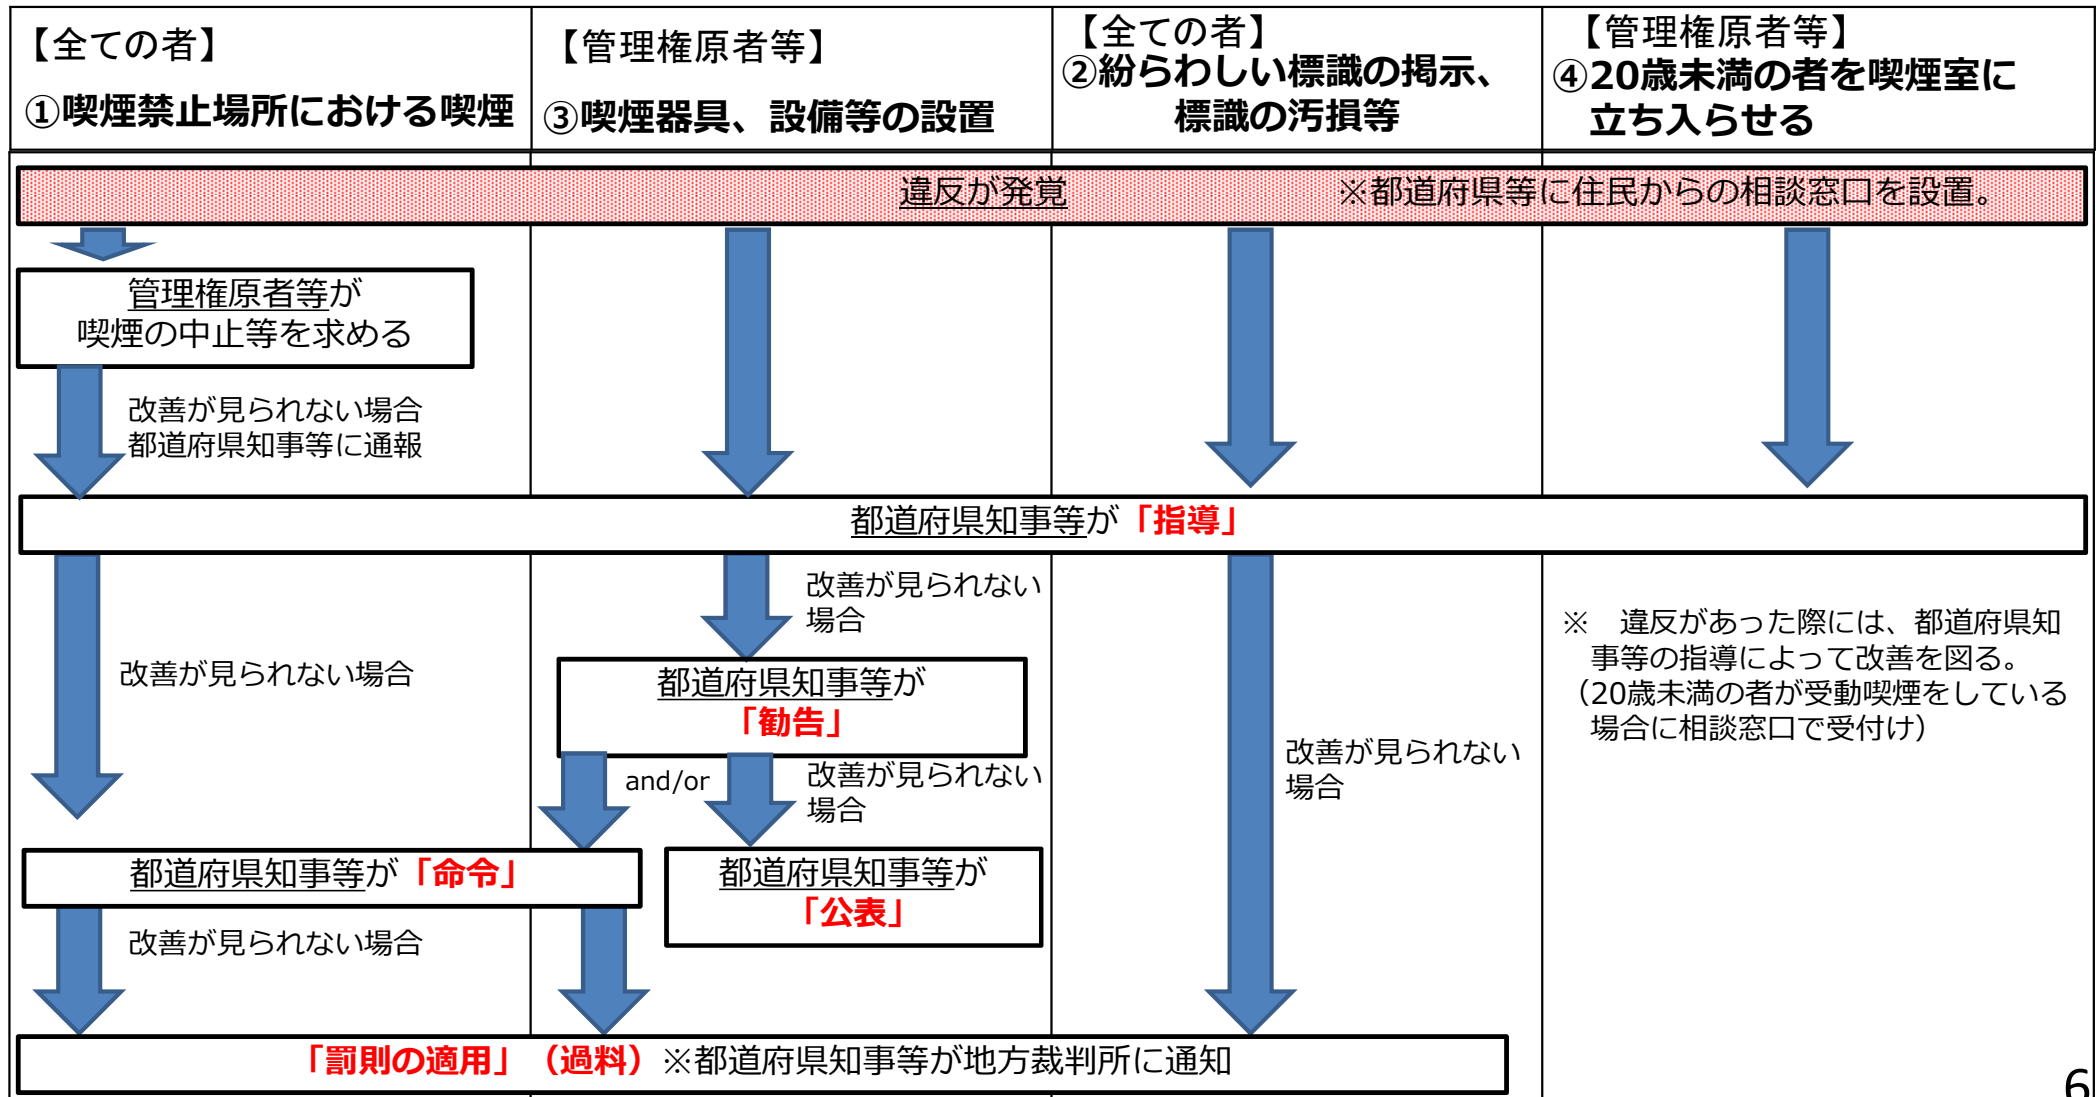 【全ての者】
①喫煙禁止場所における喫煙
【管理権原者等】
③喫煙器具、設備等の設置
【全ての者】
②紛らわしい標識の掲示、
標識の汚損等
【管理権原者等】
④20歳未満の者を喫煙室に
立ち入らせる
違反が発覚 ※都道府県等に住民からの相談窓口を設置。
管理権原者等が
喫煙の中止等を求める
改善が見られない場合
都道府県知事等に通報
都道府県知事等が「指導」
改善が見られない場合
改善が見られない
場合
都道府県知事等が
「勧告」
and/or
改善が見られない
場合
都道府県知事等が「命令」
都道府県知事等が
「公表」
改善が見られない場合
改善が見られない
場合
※ 違反があった際には、都道府県知
事等の指導によって改善を図る。
(20歳未満の者が受動喫煙をしている
場合に相談窓口で受付け)
「罰則の適用」(過料)※都道府県知事等が地方裁判所に通知
6